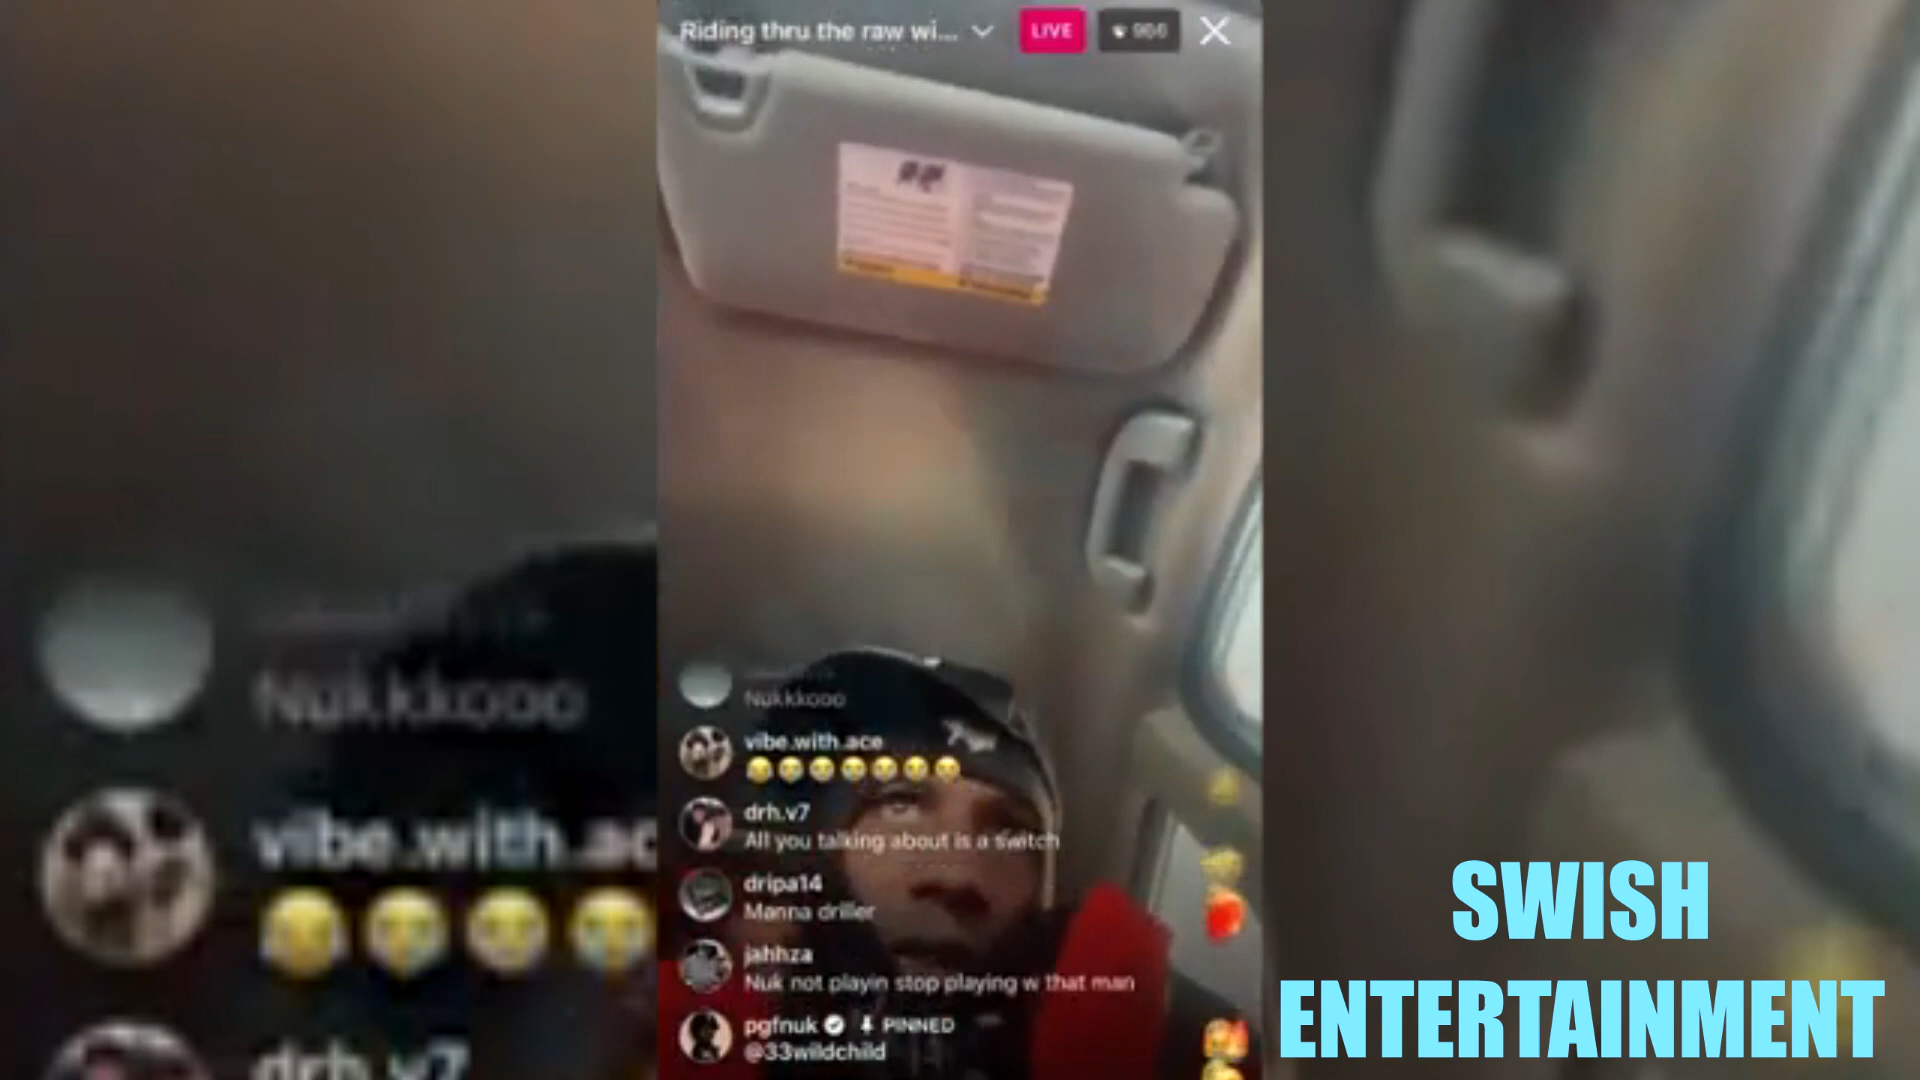 Riding thru the raw wi...
LIVE
Nukkkooo
vibe.with.ace
drh.v7
All you talking about is a switch
dripa14
Manna driller
jahhza
Nuk not playin stop playing w that man
pgfnuk PINNED
@33wildchild
Nukkkooo
vibe.with.ac
drh.v7
SWISH
ENTERTAINMENT